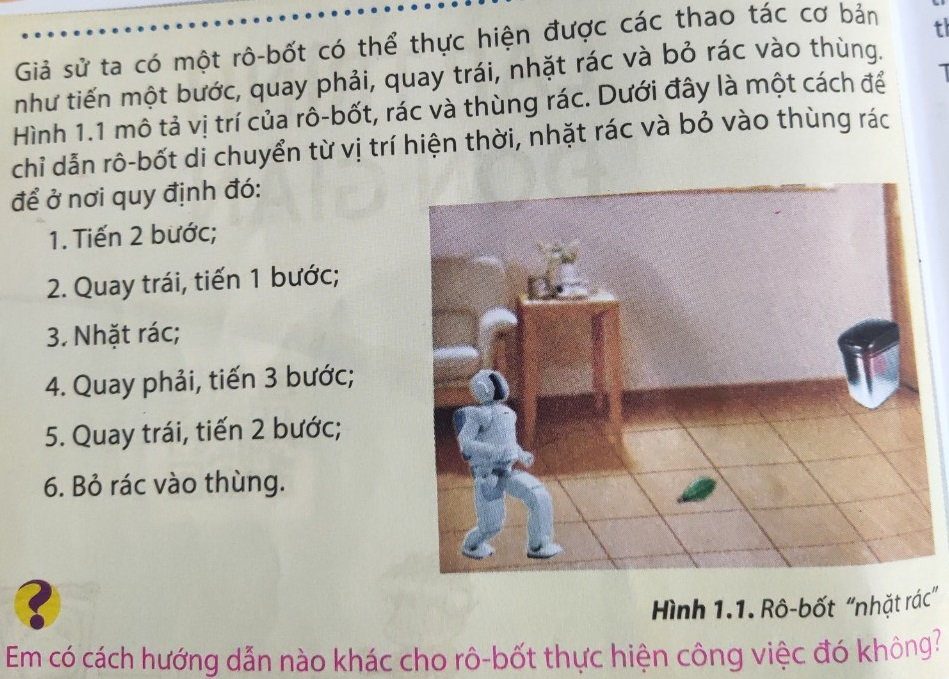 Giả sử ta có một rô-bốt có thể thực hiện được các thao tác cơ bản
như tiến một bước, quay phải, quay trái, nhặt rác và bỏ rác vào thùng.
Hình 1.1 mô tả vị trí của rô-bốt, rác và thùng rác. Dưới đây là một cách để
chỉ dẫn rô-bốt di chuyển từ vị trí hiện thời, nhặt rác và bỏ vào thùng rác
để ở nơi quy định đó:
1. Tiến 2 bước;
2. Quay trái, tiến 1 bước;
3. Nhặt rác;
4. Quay phải, tiến 3 bước;
5. Quay trái, tiến 2 bước;
6. Bỏ rác vào thùng.
Hình 1.1. Rô-bốt “nhặt rác”
Em có cách hướng dẫn nào khác cho rô-bốt thực hiện công việc đó không?